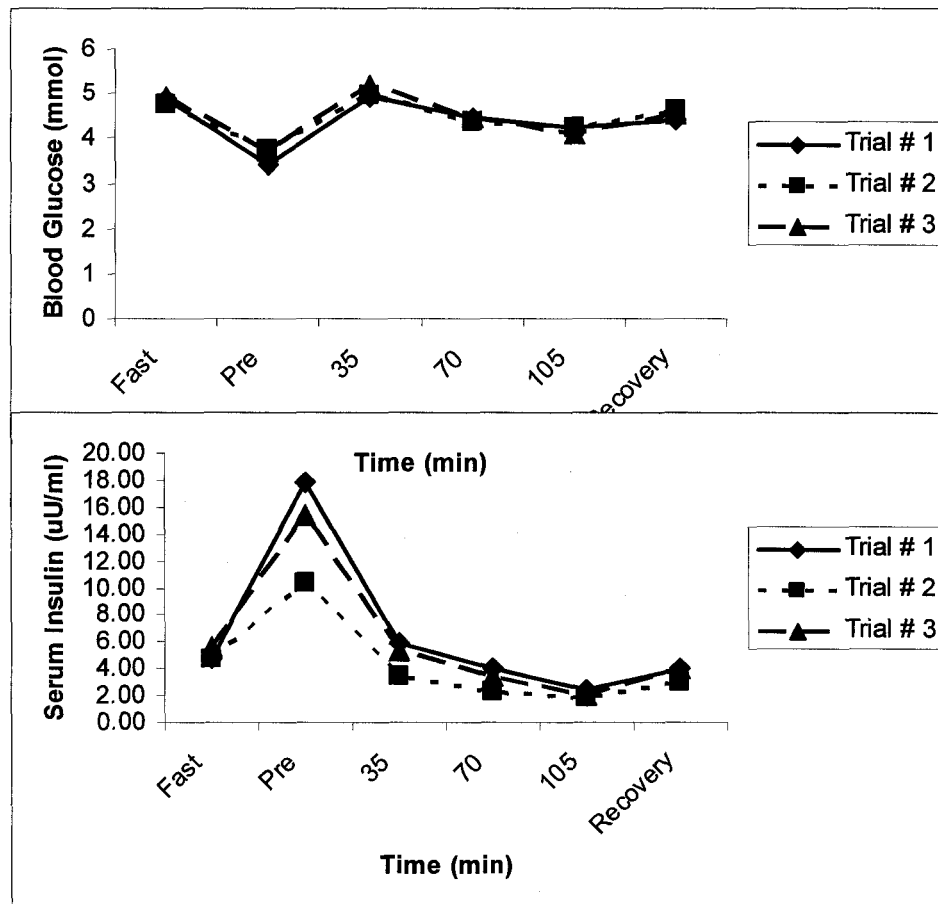 Blood Glucose (mmol)
6
5
4
3
2
1
0
Fast
Pre
35
70
105
Recovery
Trial # 1
Trial # 2
Trial # 3
Time (min)
Serum Insulin (uU/ml)
20.00
18.00
16.00
14.00
12.00
10.00
8.00
6.00
4.00
2.00
0.00
Fast
Pre
35
70
105
Recovery
Time (min)
Trial # 1
Trial # 2
Trial # 3